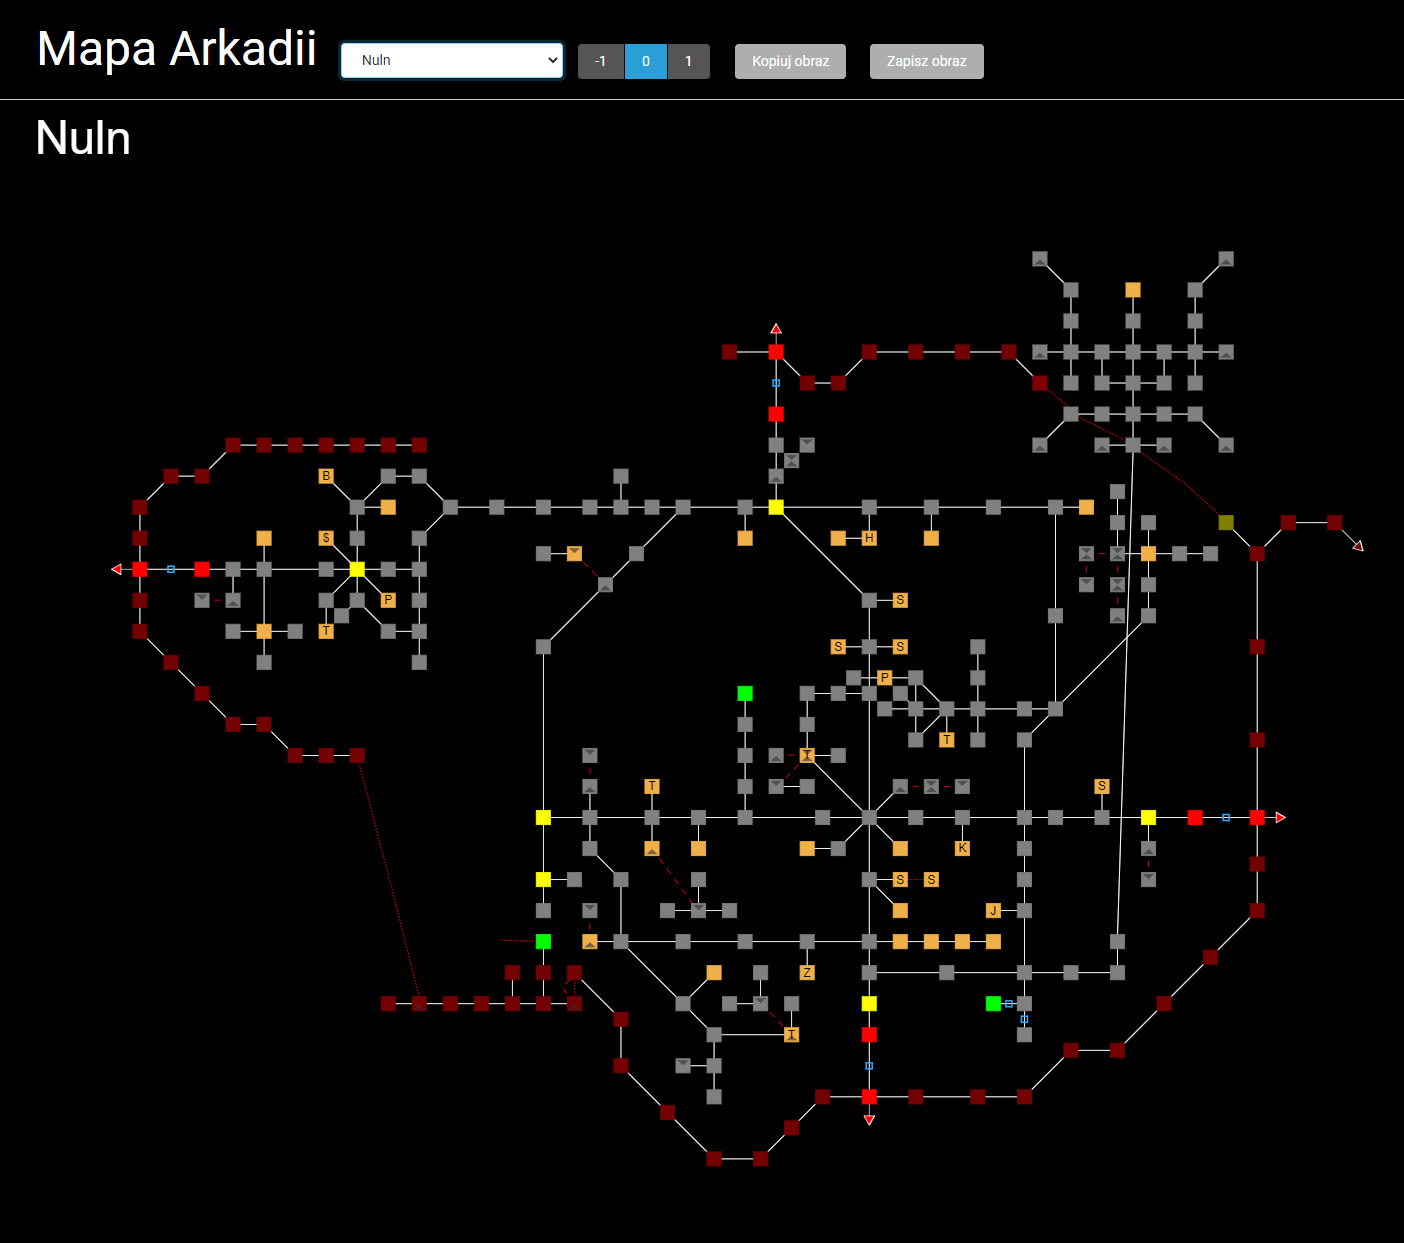 Mapa Arkadii
Nuln
-1 0 1
Kopiuj obraz
Zapisz obraz
Nuln
B
$
H
P
S
T
S S
P
T
I
T
S
K
S S
J
Z
I